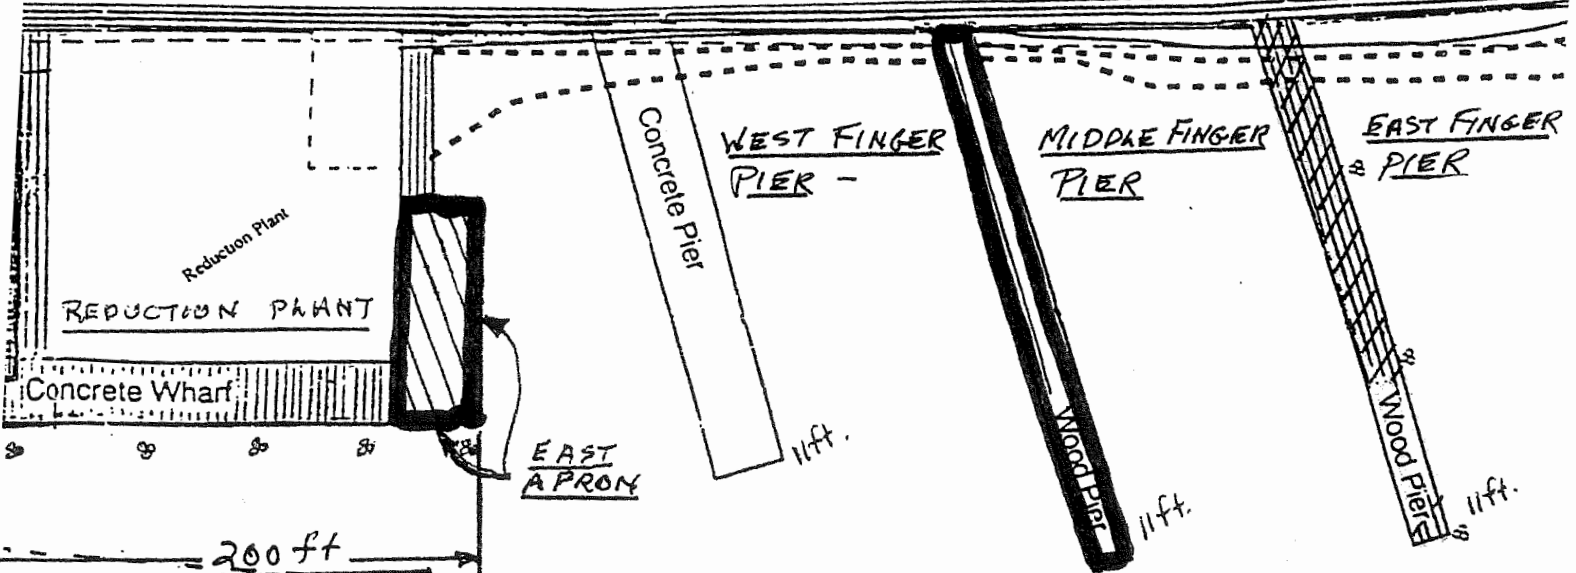 Reduction Plant
REDUCTION PLANT
Concrete Wharf
EAST
APRON
200 ft
Concrete Pier
11ft.
WEST FINGER
PIER -
Wood Pier
11ft.
MIDDLE FINGER
PIER
Wood Pier
11ft.
EAST FINGER
PIER